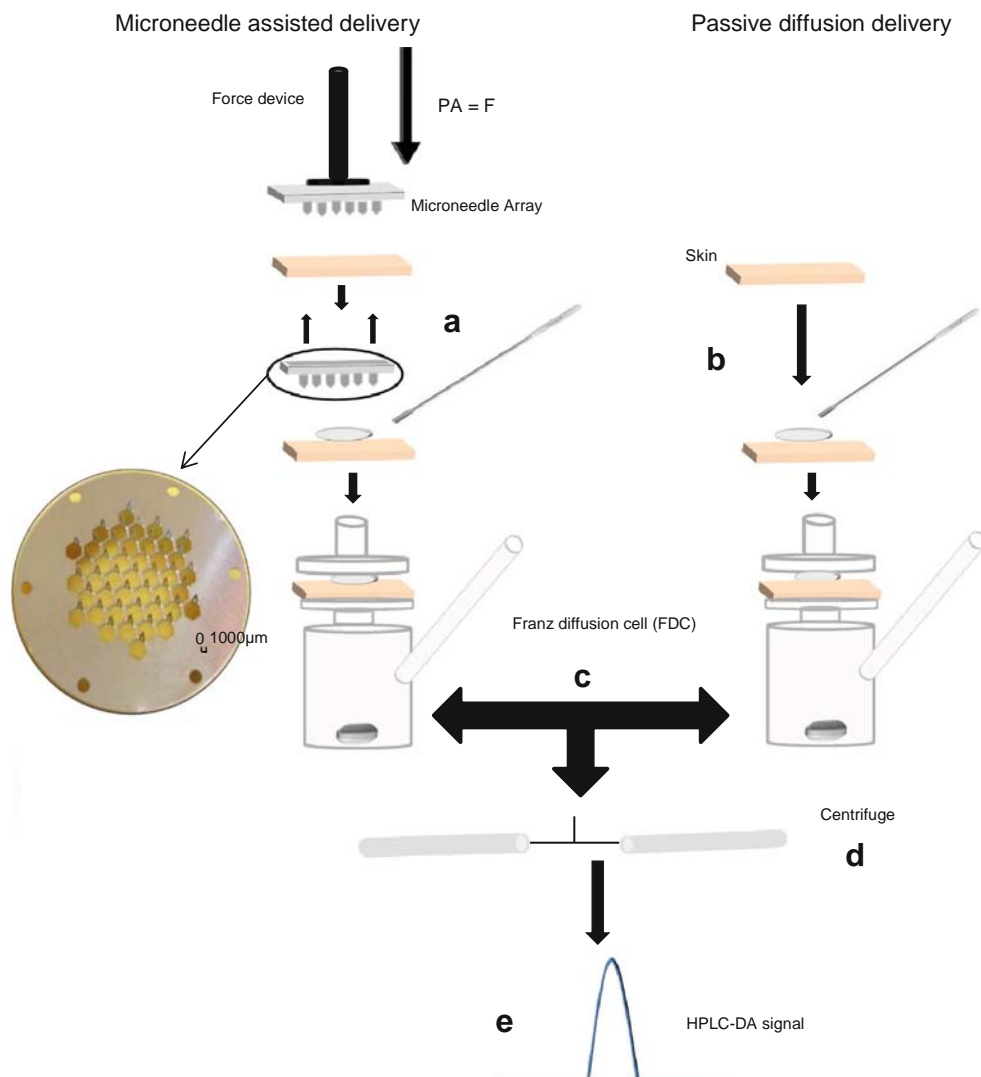 Microneedle assisted delivery
Passive diffusion delivery
Force device
PA = F
Microneedle Array
Skin
a
b
0 1000µm
Franz diffusion cell (FDC)
c
Centrifuge
d
e
HPLC-DA signal